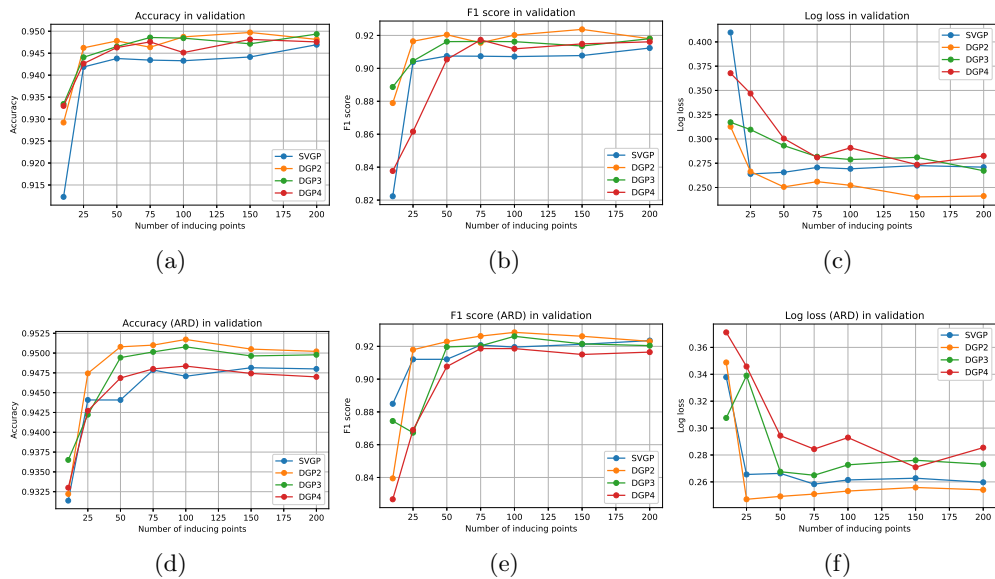 Accuracy in validation
0.950
0.945
0.940
0.935
0.930
0.925
0.920
0.915
Accuracy
25 50 75 100 125 150 175 200
Number of inducing points
SVGP
DGP2
DGP3
DGP4
(a)
F1 score in validation
0.92
0.90
0.88
0.86
0.84
0.82
F1 score
25 50 75 100 125 150 175 200
Number of inducing points
SVGP
DGP2
DGP3
DGP4
(b)
Log loss in validation
0.400
0.375
0.350
0.325
0.300
0.275
0.250
Log loss
25 50 75 100 125 150 175 200
Number of inducing points
SVGP
DGP2
DGP3
DGP4
(c)
Accuracy (ARD) in validation
0.9525
0.9500
0.9475
0.9450
0.9425
0.9400
0.9375
0.9350
0.9325
Accuracy
25 50 75 100 125 150 175 200
Number of inducing points
SVGP
DGP2
DGP3
DGP4
(d)
F1 score (ARD) in validation
0.92
0.90
0.88
0.86
0.84
F1 score
25 50 75 100 125 150 175 200
Number of inducing points
SVGP
DGP2
DGP3
DGP4
(e)
Log loss (ARD) in validation
0.36
0.34
0.32
0.30
0.28
0.26
Log loss
25 50 75 100 125 150 175 200
Number of inducing points
SVGP
DGP2
DGP3
DGP4
(f)